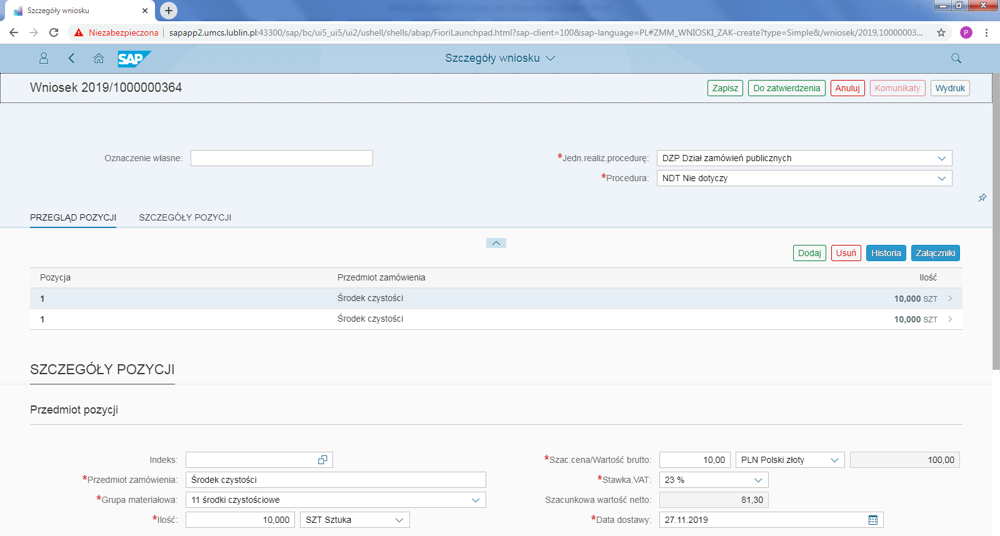 Szczegóły wniosku
Niezabezpieczona
sapapp2.umcs.lublin.pl:43300/sap/bc/ui5_ui5/ui2/ushell/shells/abap/FioriLaunchpad.html?sap-client=100&sap-language=PL#ZMM_WNIOSKI_ZAK-create?type=Simple&/wniosek/2019,10000003...
P
SAP
Szczegóły wniosku
Wniosek 2019/1000000364
Zapisz Do zatwierdzenia Anuluj Komunikaty Wydruk
Oznaczenie własne: *Jedn.realiz.procedurę: DZP Dział zamówień publicznych
*Procedura: NDT Nie dotyczy
PRZEGLĄD POZYCJI SZCZEGÓŁY POZYCJI
Dodaj Usuń Historia Załączniki
Pozycja Przedmiot zamówienia Ilość
1 Środek czystości 10,000 SZT
1 Środek czystości 10,000 SZT
SZCZEGÓŁY POZYCJI
Przedmiot pozycji
Indeks: *Szac.cena/Wartość brutto: 10,00 PLN Polski złoty 100,00
*Przedmiot zamówienia: Środek czystości *Stawka.VAT: 23 %
*Grupa materiałowa: 11 środki czystościowe Szacunkowa wartość netto: 81,30
*Ilość: 10,000 SZT Sztuka *Data dostawy: 27.11.2019